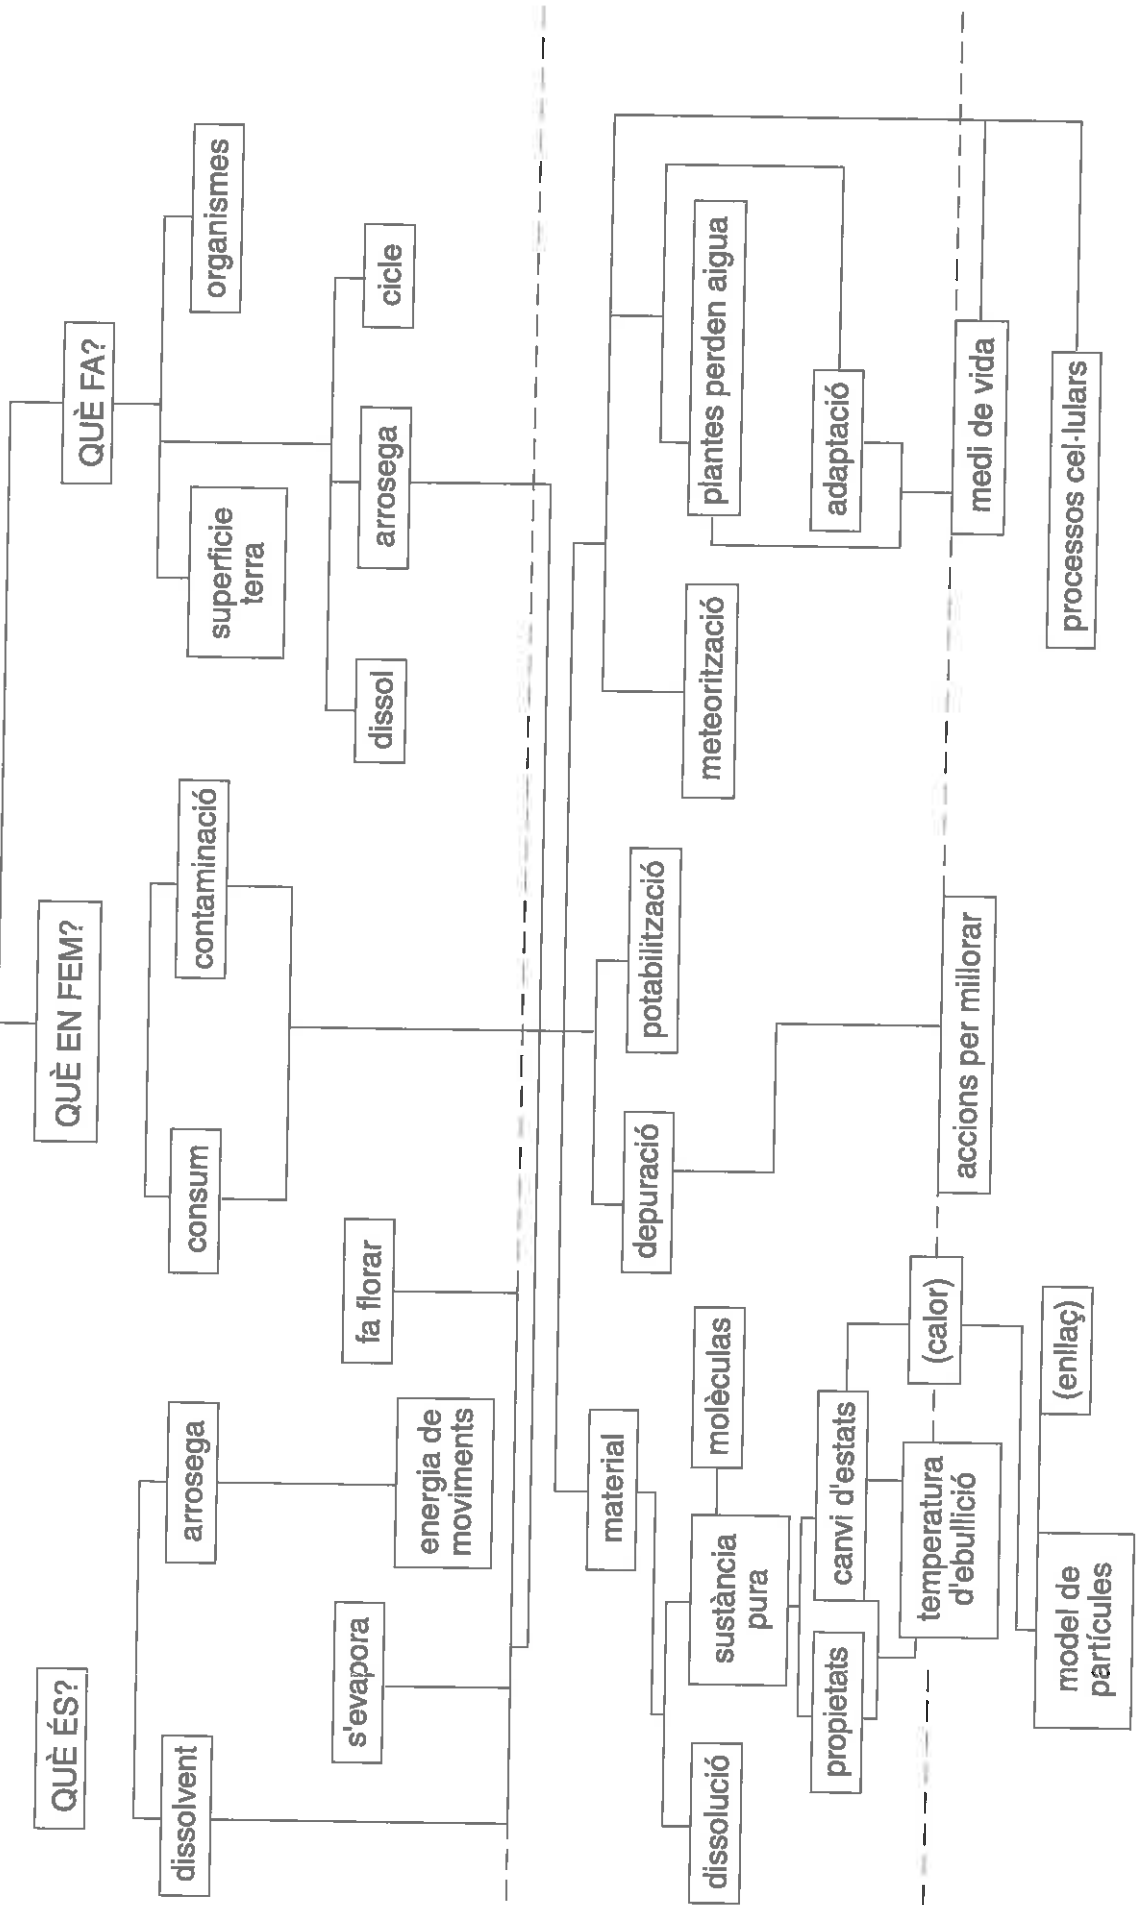 QUÈ ÉS?
QUÈ EN FEM?
QUÈ FA?
dissolvent
arrosega
consum
contaminació
superficie
terra
organismes
s'evapora
energia de
moviments
fa florar
dissol
arrosega
cicle
material
depuració
potabilització
meteorització
plantes perden aigua
dissolució
sustància
pura
molèculas
adaptació
propietats
canvi d'estats
temperatura
d'ebullició
(calor)
accions per millorar
medi de vida
model de
partícules
(enllaç)
processos cel·lulars